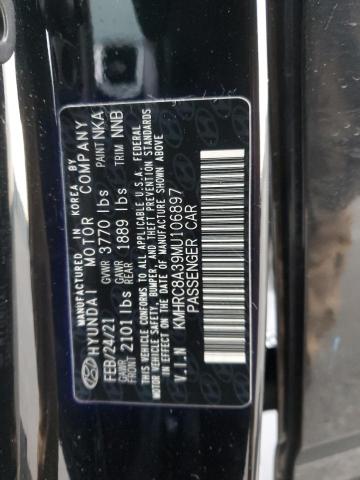 MANUFACTURED IN KOREA BY
HYUNDAI MOTOR COMPANY
FEB/24/21 GVWR 3770 lbs PAINT NKA
GAWR FRONT 2101 lbs GAWR REAR 1889 lbs TRIM NNB
THIS VEHICLE CONFORMS TO ALL APPLICABLE U.S.A. FEDERAL
MOTOR VEHICLE SAFETY, BUMPER, AND THEFT PREVENTION STANDARDS
IN EFFECT ON THE DATE OF MANUFACTURE SHOWN ABOVE.
V.I.N KMHRC8A39MU106897
PASSENGER CAR